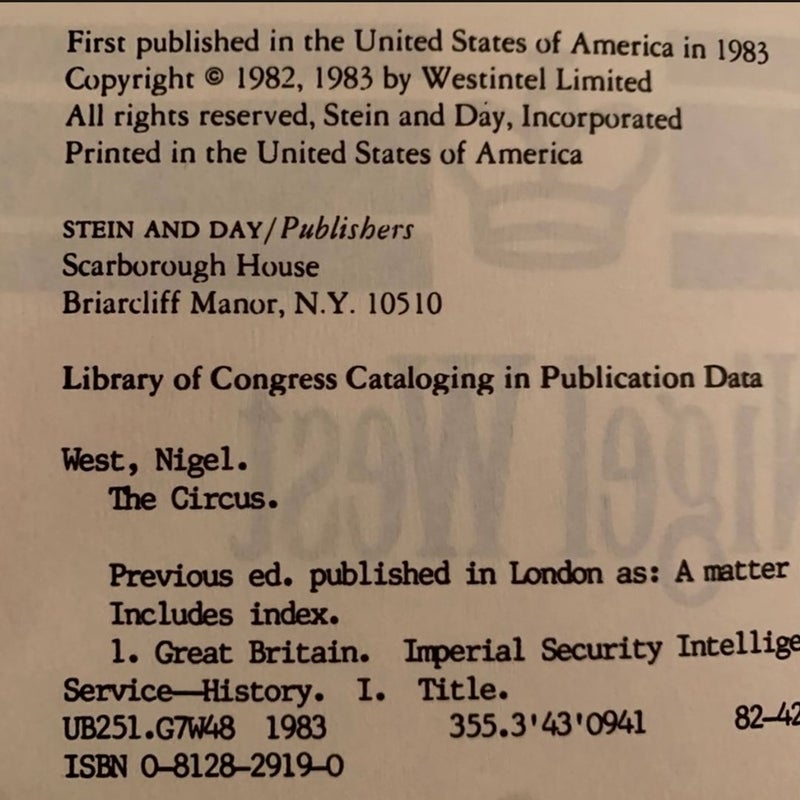 First published in the United States of America in 1983
Copyright © 1982, 1983 by Westintel Limited
All rights reserved, Stein and Day, Incorporated
Printed in the United States of America
STEIN AND DAY/Publishers
Scarborough House
Briarcliff Manor, N.Y. 10510
Library of Congress Cataloging in Publication Data
West, Nigel.
The Circus.
Previous ed. published in London as: A matter
Includes index.
1. Great Britain. Imperial Security Intellige
Service—History. I. Title.
UB251.G7W48 1983 355.3'43'0941 82-42
ISBN 0-8128-2919-0
Nigel West